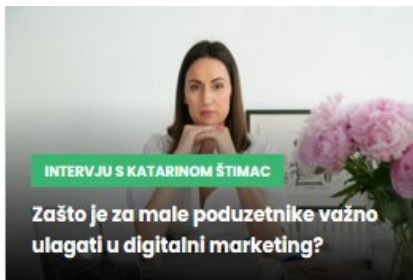 INTERVJU S KATARINOM ŠTIMAC
Zašto je za male poduzetnike važno
ulagati u digitalni marketing?